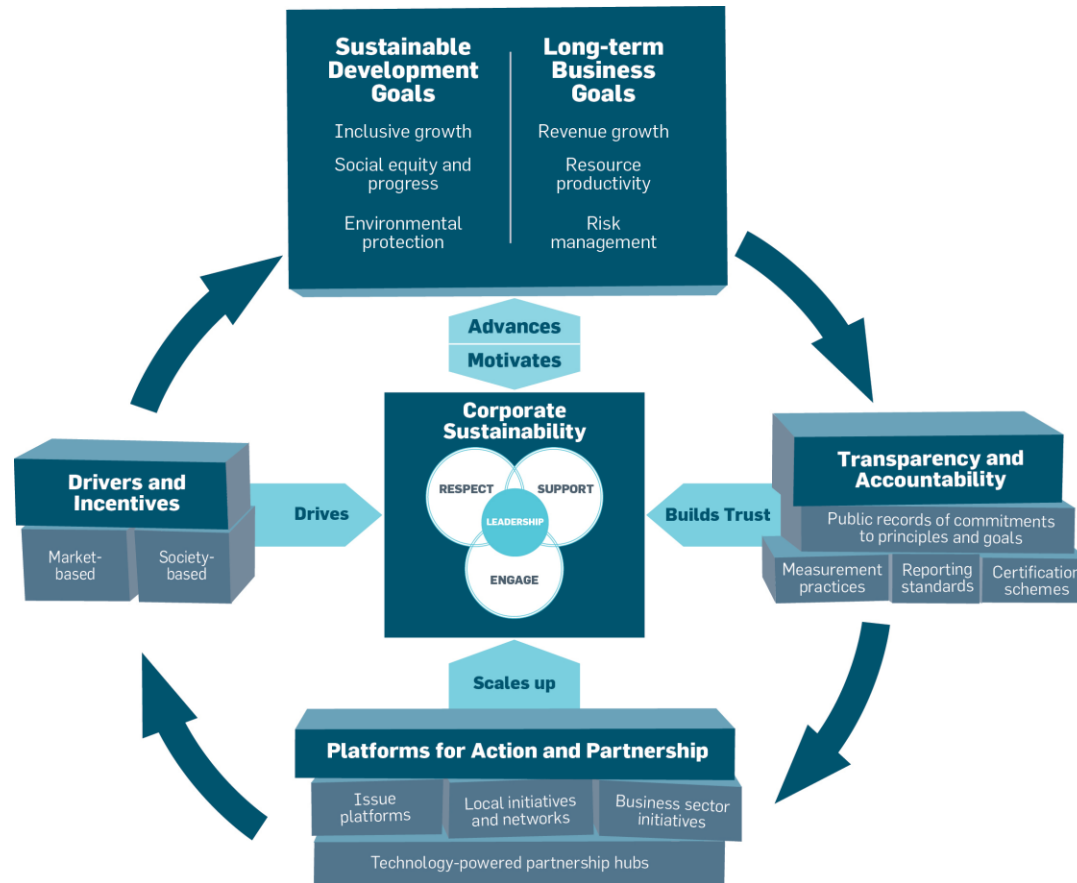 Sustainable
Development
Goals
Inclusive growth
Social equity and
progress
Environmental
protection
Long-term
Business
Goals
Revenue growth
Resource
productivity
Risk
management
Advances
Motivates
Corporate
Sustainability
RESPECT
SUPPORT
LEADERSHIP
ENGAGE
Drivers and
Incentives
Market-
based
Society-
based
Drives
Builds Trust
Transparency and
Accountability
Public records of commitments
to principles and goals
Measurement
practices
Reporting
standards
Certification
schemes
Scales up
Platforms for Action and Partnership
Issue
platforms
Local initiatives
and networks
Business sector
initiatives
Technology-powered partnership hubs